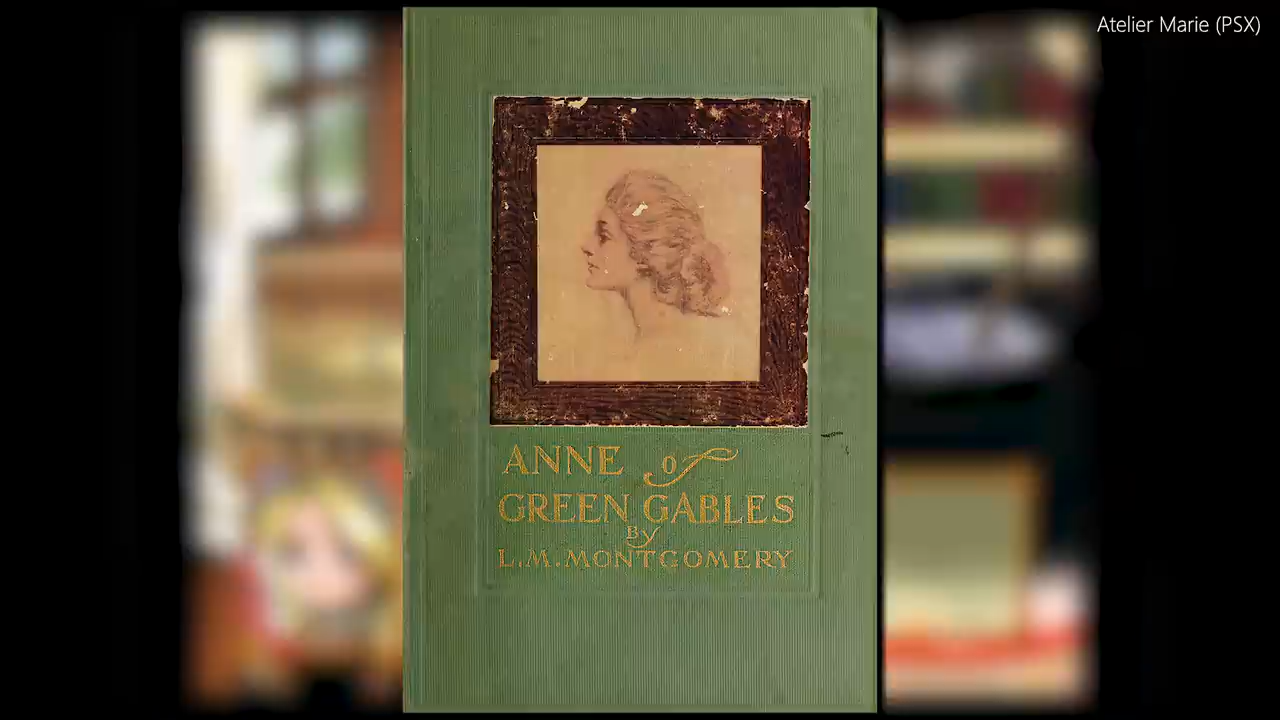 Atelier Marie (PSX)
ANNE of
GREEN GABLES
BY
L.M. MONTGOMERY